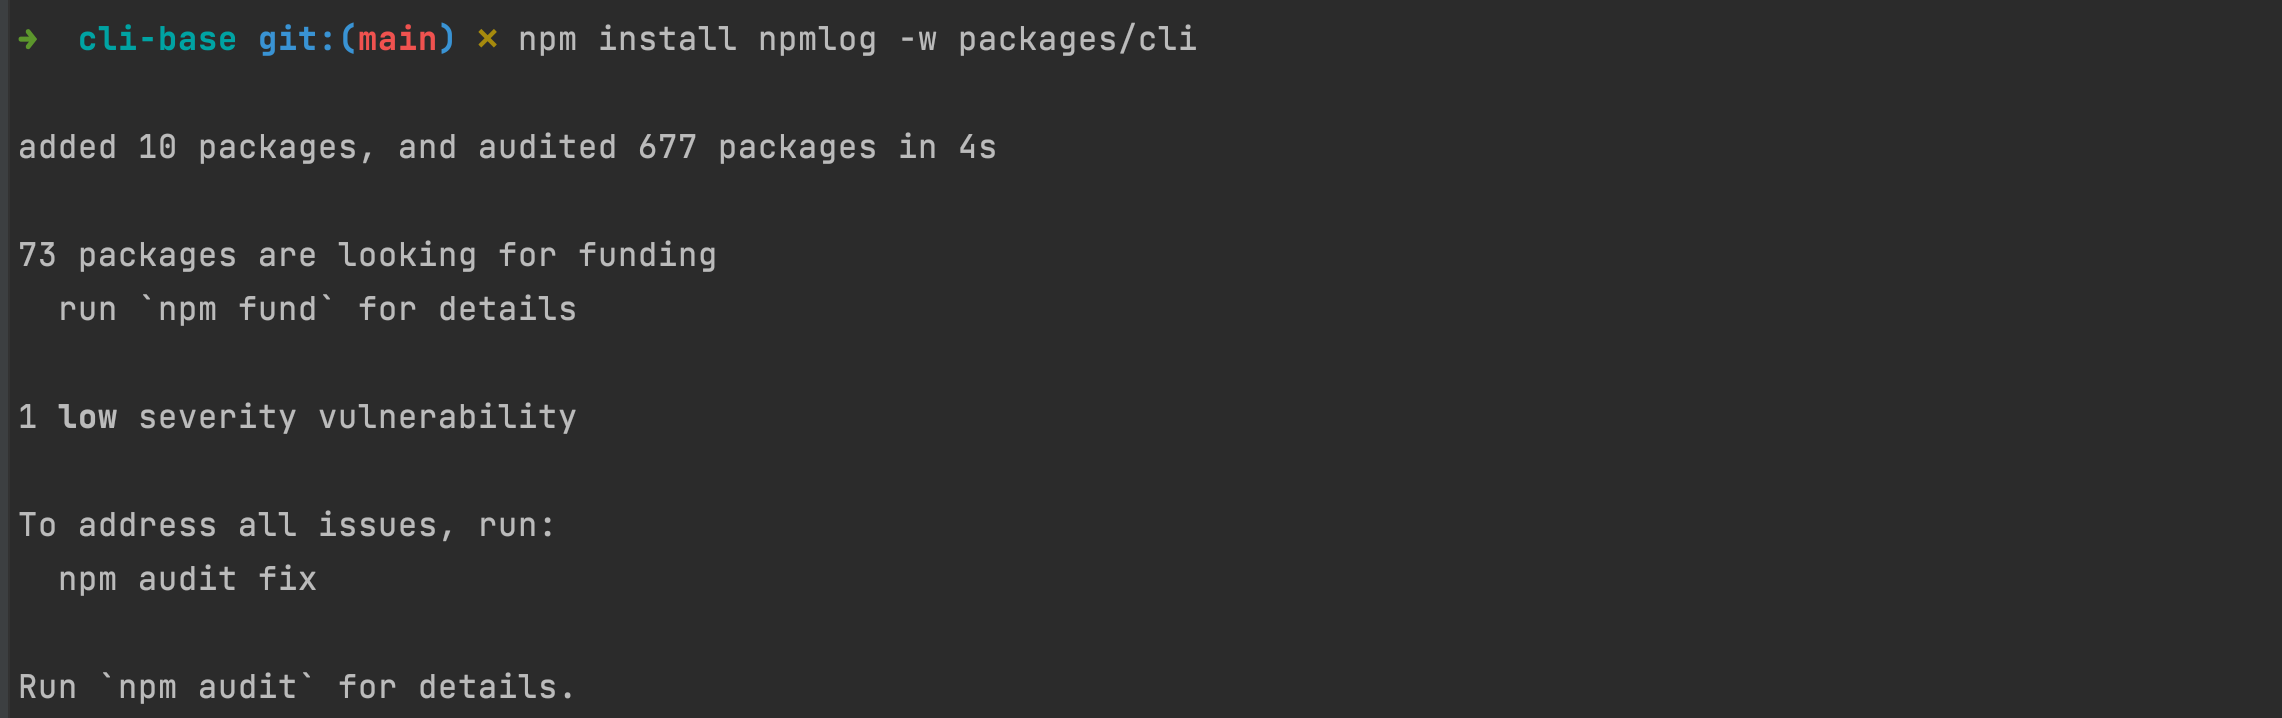 ➜  cli-base git:(main) ✗ npm install npmlog -w packages/cli
added 10 packages, and audited 677 packages in 4s
73 packages are looking for funding
  run `npm fund` for details
1 low severity vulnerability
To address all issues, run:
  npm audit fix
Run `npm audit` for details.